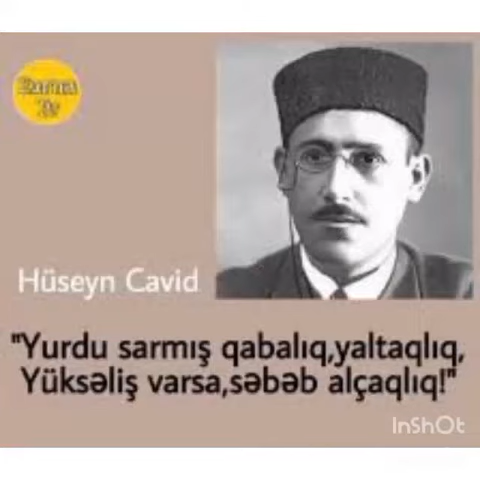 Hüseyn Cavid
"Yurdu sarmış qabalıq,yaltaqlıq,
Yüksəliş varsa,səbəb alçaqlıq!"
InShOt